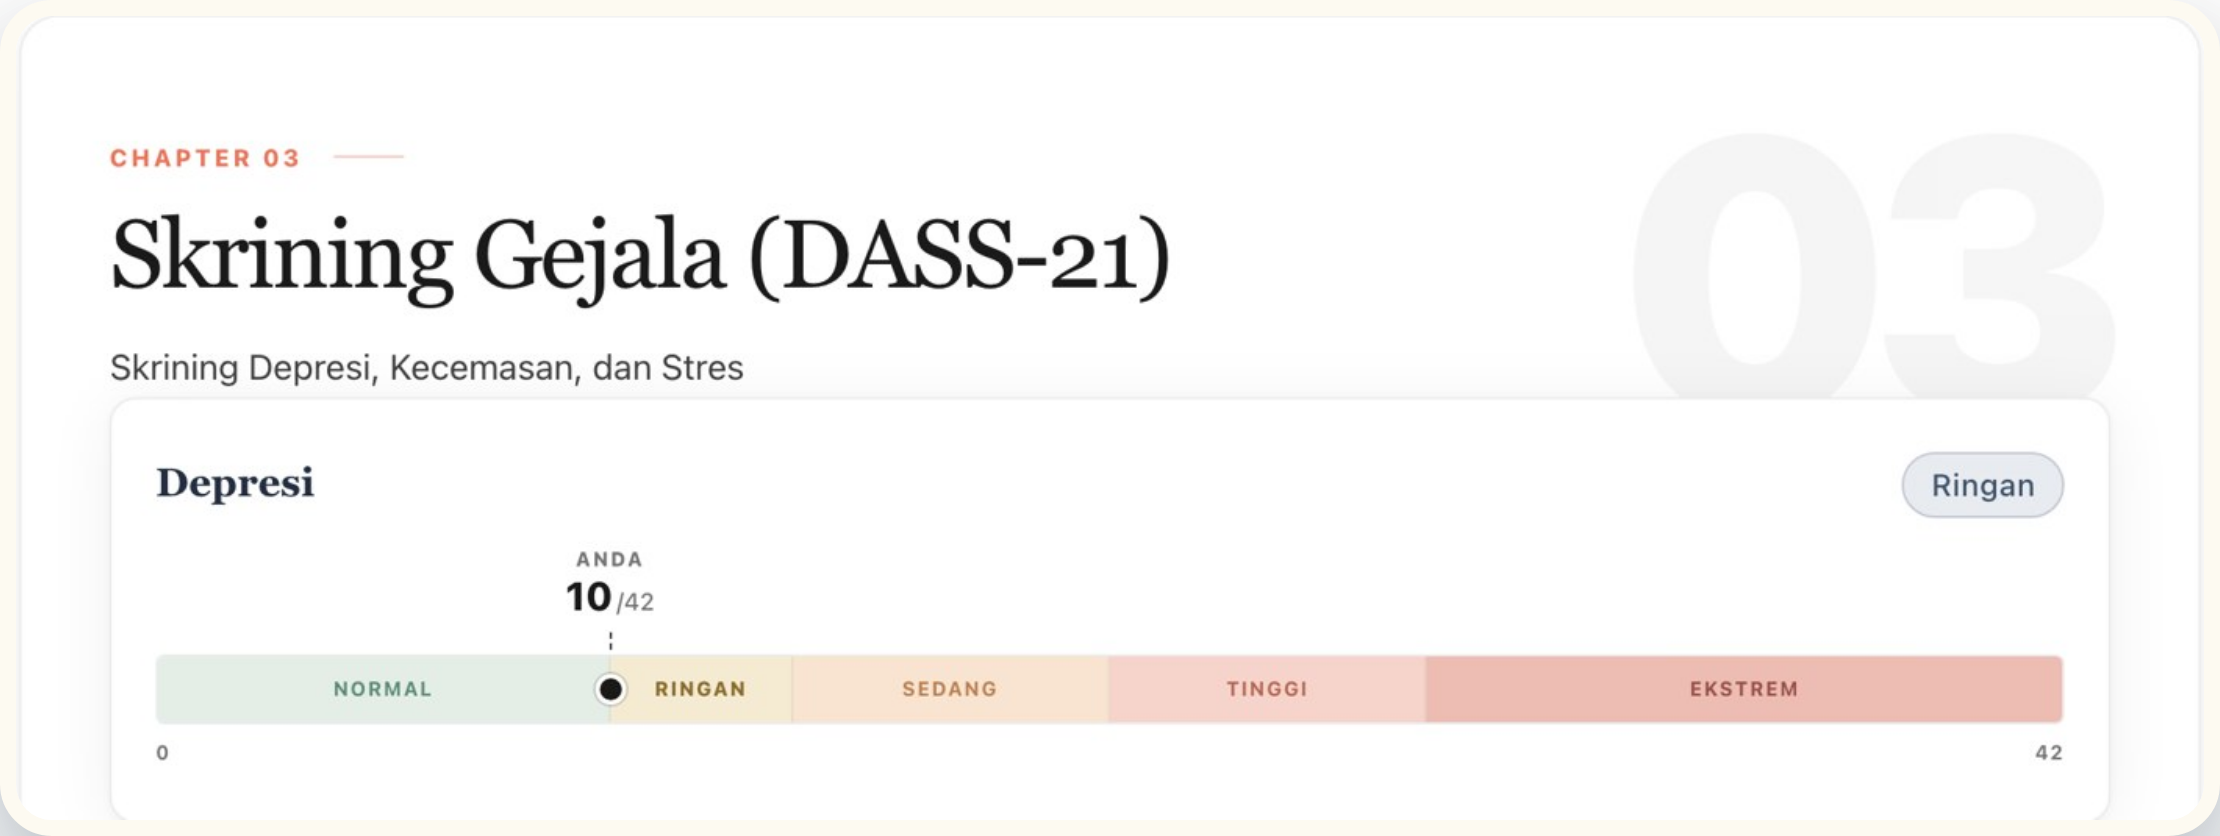 CHAPTER 03
03
Skrining Gejala (DASS-21)
Skrining Depresi, Kecemasan, dan Stres
Depresi
Ringan
ANDA
10/42
NORMAL
RINGAN
SEDANG
TINGGI
EKSTREM
0
42